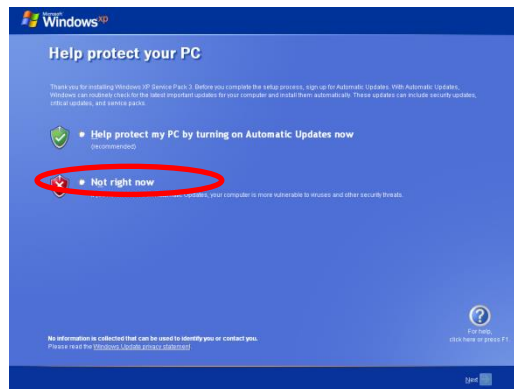 Microsoft
Windows xp
Help protect your PC
Thank you for installing Windows XP Service Pack 3. Before you complete the setup process, sign up for Automatic Updates. With Automatic Updates,
Windows can routinely check for the latest important updates for your computer and install them automatically. These updates can include security updates,
critical updates, and service packs.
Help protect my PC by turning on Automatic Updates now
(recommended)
Not right now
Updates, your computer is more vulnerable to viruses and other security threats.
No information is collected that can be used to identify you or contact you.
Please read the Windows Update privacy statement
For help,
click here or press F1.
Next